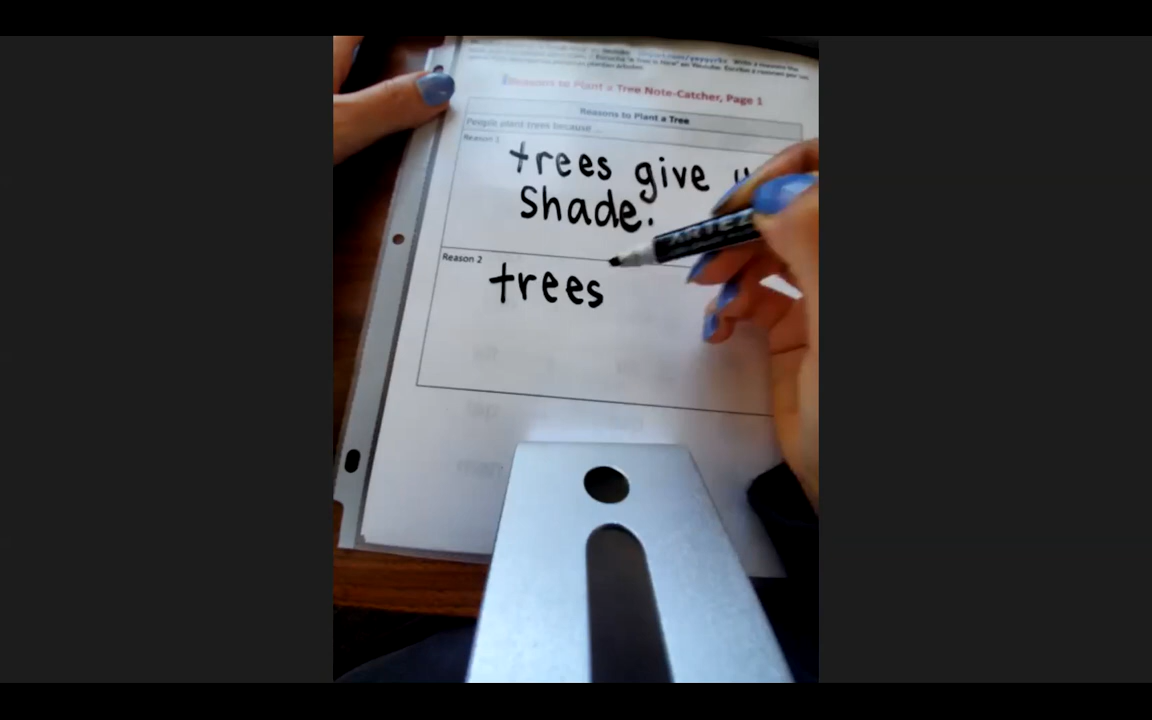 Reasons to Plant a Tree Note-Catcher, Page 1
Reasons to Plant a Tree
People plant trees because ...
Reason 1
trees give
Shade.
Reason 2
trees
ARTEZ